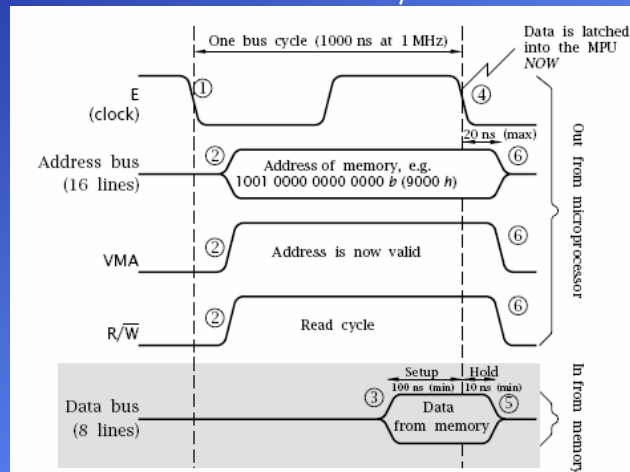 One bus cycle (1000 ns at 1 MHz)
Data is latched
into the MPU
NOW
E
(clock)
①
④
20 ns (max)
Address bus
(16 lines)
②
Address of memory, e.g.
1001 0000 0000 0000 b (9000 h)
⑥
VMA
②
Address is now valid
⑥
R/W̅
②
Read cycle
⑥
Out from microprocessor
Setup
Hold
100 ns (min)
10 ns (min)
Data bus
(8 lines)
③
Data
from memory
⑤
In from memory